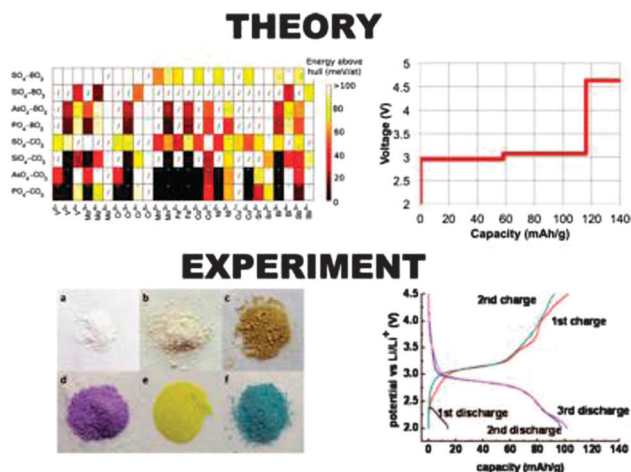 THEORY
Energy above
hull (meV/at)
SO₄–BO₃
SiO₄–BO₃
AsO₄–BO₃
PO₄–BO₃
SO₄–CO₃
SiO₄–CO₃
AsO₄–CO₃
PO₄–CO₃
>100
80
60
40
20
0
Voltage (V)
5
4.5
4
3.5
3
2.5
2
0 20 40 60 80 100 120 140
Capacity (mAh/g)
EXPERIMENT
a
b
c
d
e
f
potential vs Li/Li⁺ (V)
4.5
4.0
3.5
3.0
2.5
2.0
2nd charge
1st charge
1st discharge
3rd discharge
2nd discharge
0 20 40 60 80 100 120 140
capacity (mAh/g)